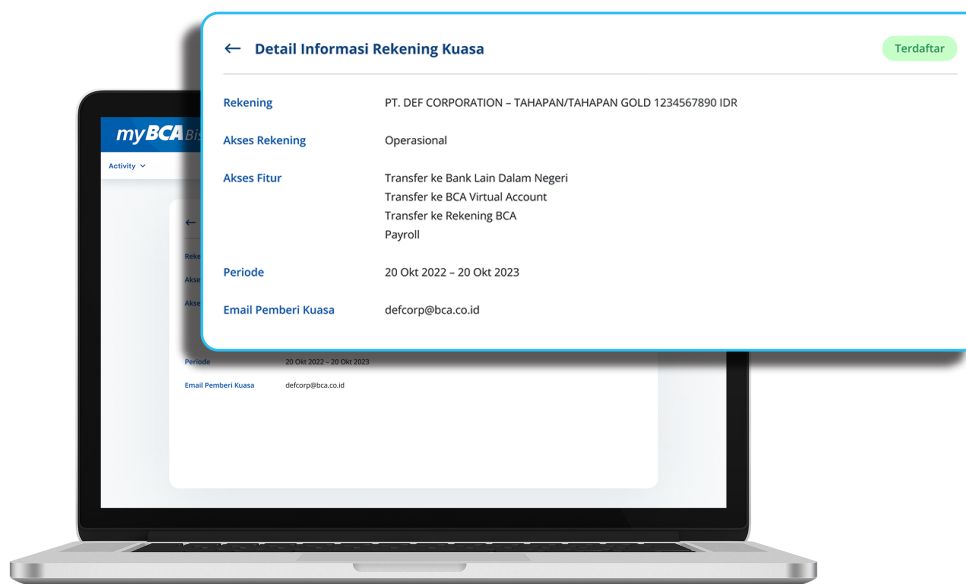 ← Detail Informasi Rekening Kuasa Terdaftar
Rekening PT. DEF CORPORATION – TAHAPAN/TAHAPAN GOLD 1234567890 IDR
Akses Rekening Operasional
Akses Fitur Transfer ke Bank Lain Dalam Negeri
Transfer ke BCA Virtual Account
Transfer ke Rekening BCA
Payroll
Periode 20 Okt 2022 – 20 Okt 2023
Email Pemberi Kuasa defcorp@bca.co.id
myBCA
Activity
Periode 20 Okt 2022 – 20 Okt 2023
Email Pemberi Kuasa defcorp@bca.co.id